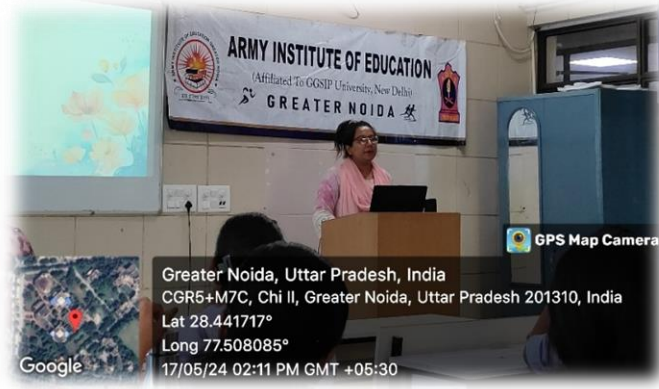 ARMY INSTITUTE OF EDUCATION
(Affiliated To GGSIP University, New Delhi)
GREATER NOIDA
GPS Map Camera
Greater Noida, Uttar Pradesh, India
CGR5+M7C, Chi II, Greater Noida, Uttar Pradesh 201310, India
Lat 28.441717°
Long 77.508085°
17/05/24 02:11 PM GMT +05:30
Google